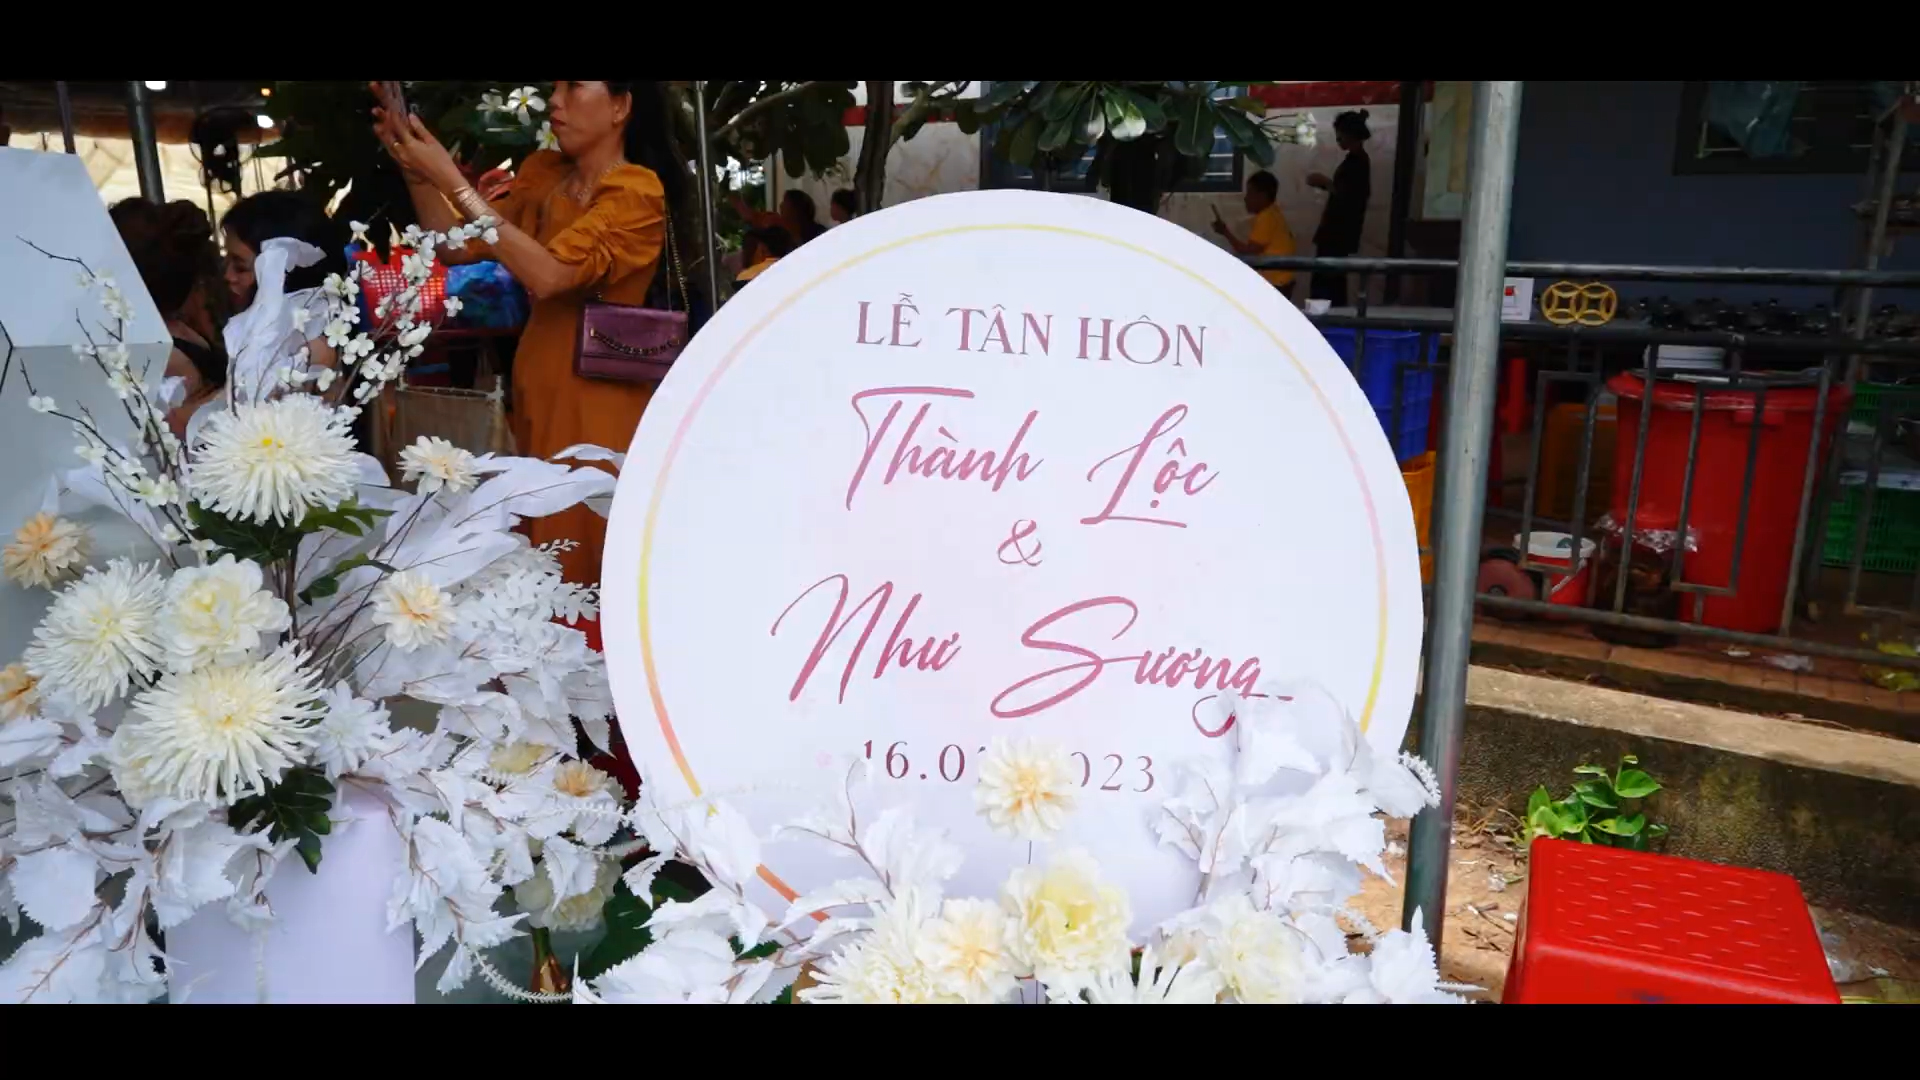 LỄ TÂN HÔN
Thành Lộc
&
Như Sương